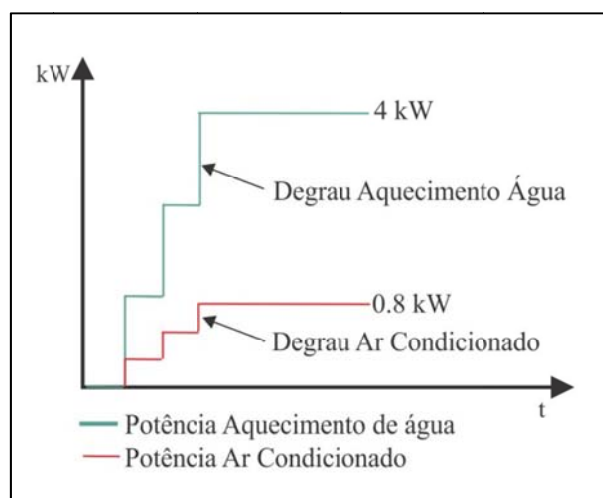 kW
4 kW
Degrau Aquecimento Água
0.8 kW
Degrau Ar Condicionado
t
Potência Aquecimento de água
Potência Ar Condicionado